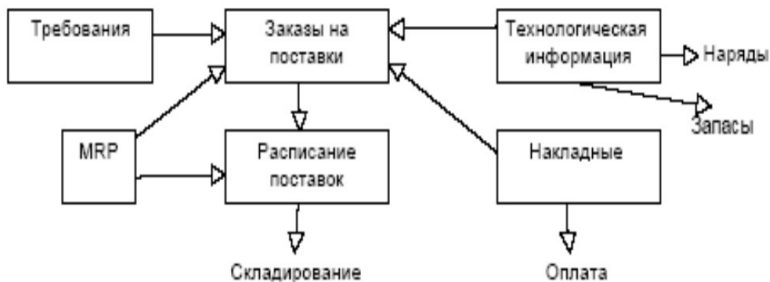 Требования
Заказы на
поставки
Технологическая
информация
Наряды
Запасы
MRP
Расписание
поставок
Накладные
Складирование
Оплата